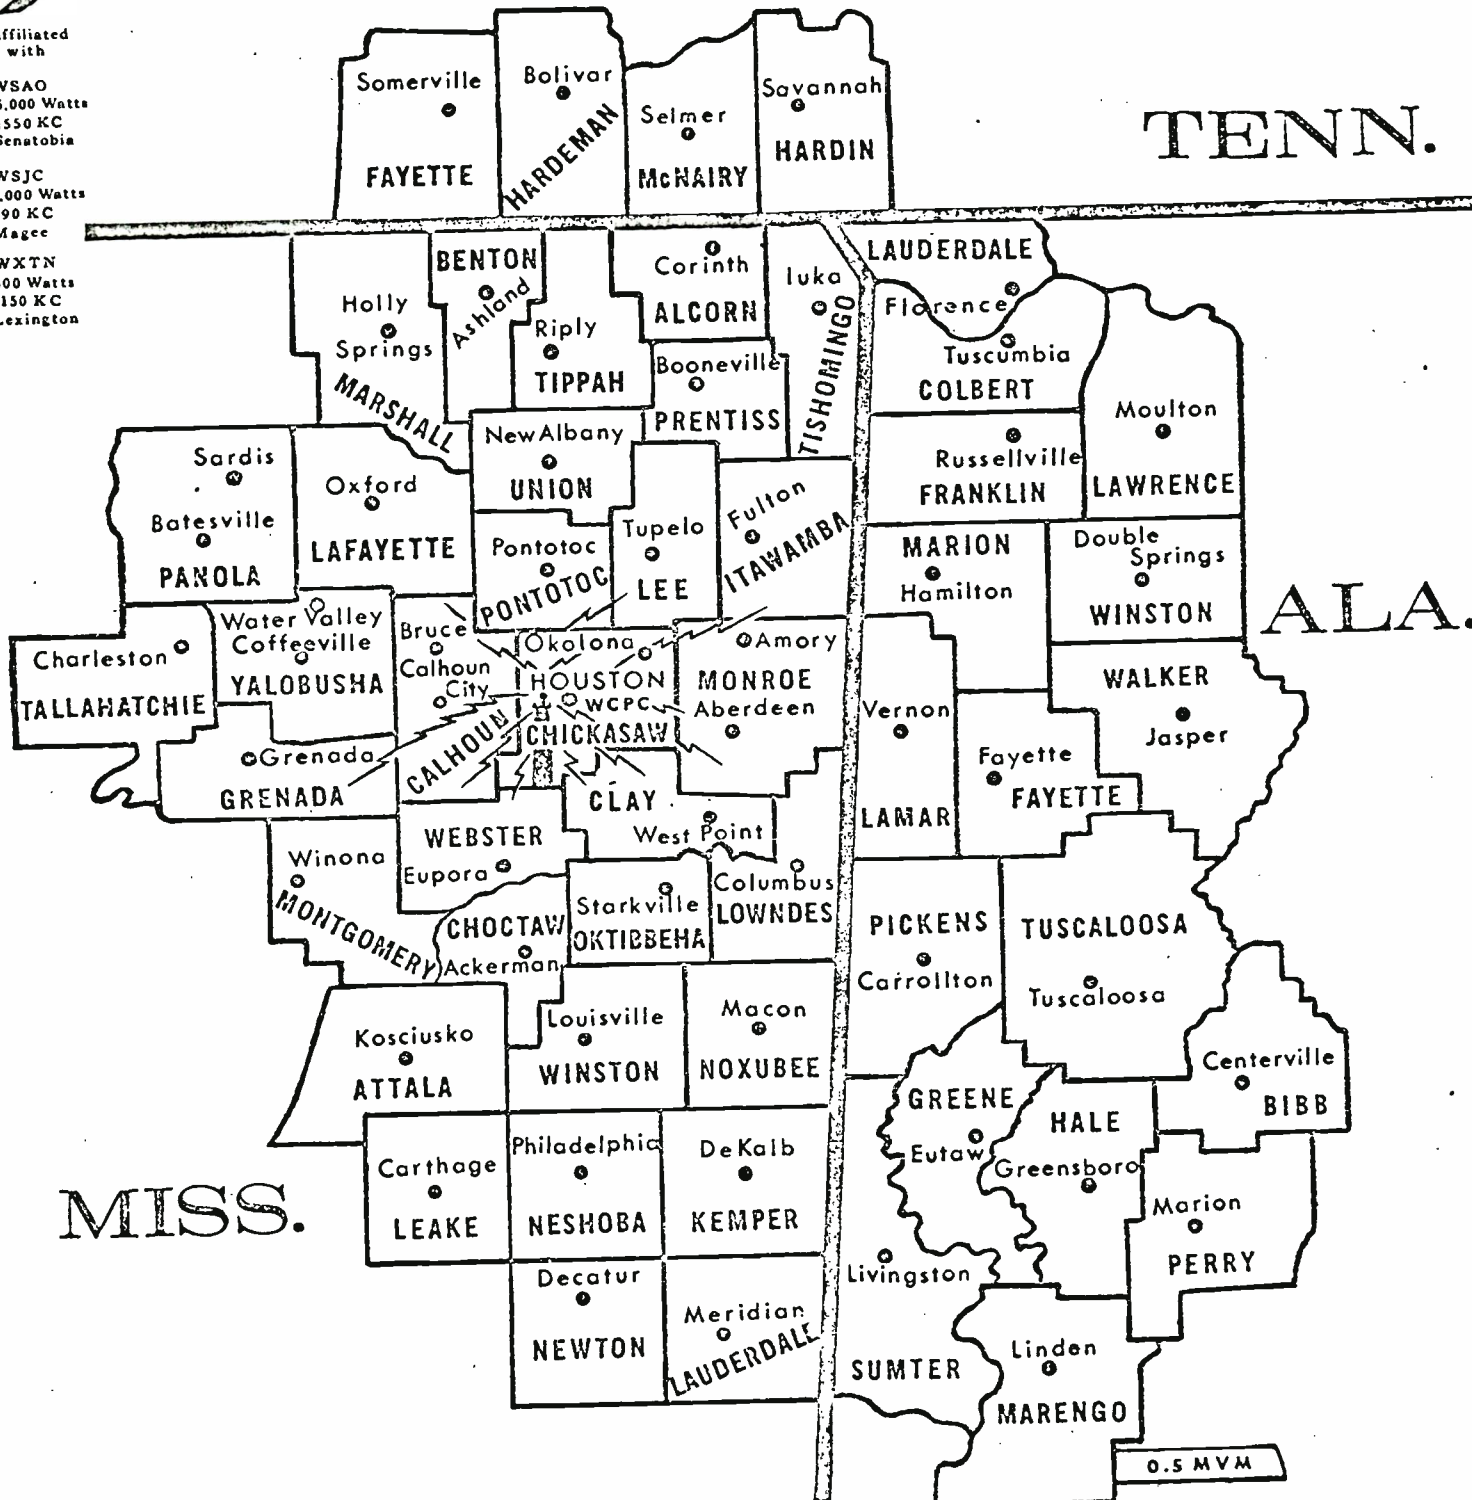 ffiliated
with
WSAO
5,000 Watts
550 KC
Senatobia
WSJC
,000 Watts
90 KC
Magee
WXTN
00 Watts
150 KC
Lexington
TENN.
Somerville
FAYETTE
Bolivar
HARDEMAN
Selmer
McNAIRY
Savannah
HARDIN
BENTON
Ashland
Holly
Springs
MARSHALL
Riply
TIPPAH
Corinth
ALCORN
Iuka
TISHOMINGO
Booneville
PRENTISS
LAUDERDALE
Florence
Tuscumbia
COLBERT
Moulton
LAWRENCE
Russellville
FRANKLIN
Sardis
Batesville
PANOLA
Oxford
LAFAYETTE
New Albany
UNION
Pontotoc
PONTOTOC
Tupelo
LEE
Fulton
ITAWAMBA
MARION
Hamilton
Double
Springs
WINSTON
ALA.
Charleston
TALLAHATCHIE
Water Valley
Coffeeville
YALOBUSHA
Bruce
Calhoun
City
CALHOUN
Okolona
HOUSTON
WCPC
CHICKASAW
Amory
MONROE
Aberdeen
Vernon
LAMAR
WALKER
Jasper
Fayette
FAYETTE
Grenada
GRENADA
CLAY
West Point
WEBSTER
Eupora
Winona
MONTGOMERY
CHOCTAW
Ackerman
Starkville
OKTIBBEHA
Columbus
LOWNDES
PICKENS
Carrollton
TUSCALOOSA
Tuscaloosa
Kosciusko
ATTALA
Louisville
WINSTON
Macon
NOXUBEE
GREENE
Eutaw
HALE
Greensboro
Centerville
BIBB
MISS.
Carthage
LEAKE
Philadelphia
NESHOBA
DeKalb
KEMPER
Marion
PERRY
Decatur
NEWTON
Meridian
LAUDERDALE
Livingston
SUMTER
Linden
MARENGO
0.5 MVM